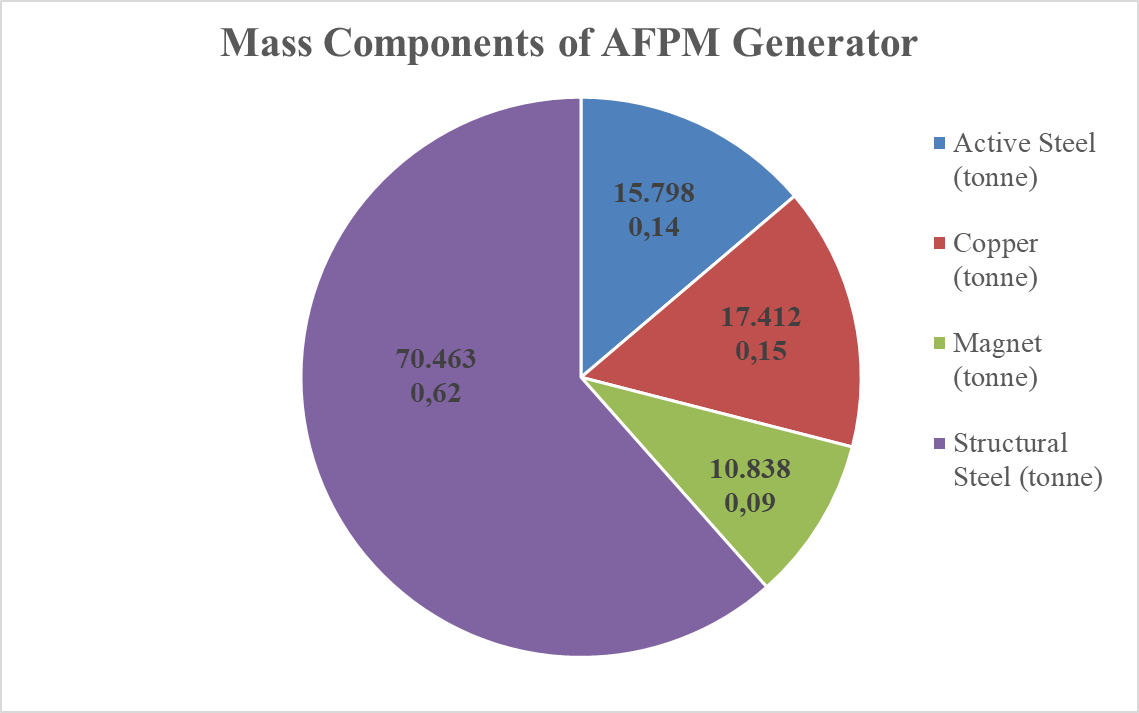 Mass Components of AFPM Generator
15.798
0,14
17.412
0,15
10.838
0,09
70.463
0,62
Active Steel
(tonne)
Copper
(tonne)
Magnet
(tonne)
Structural
Steel (tonne)